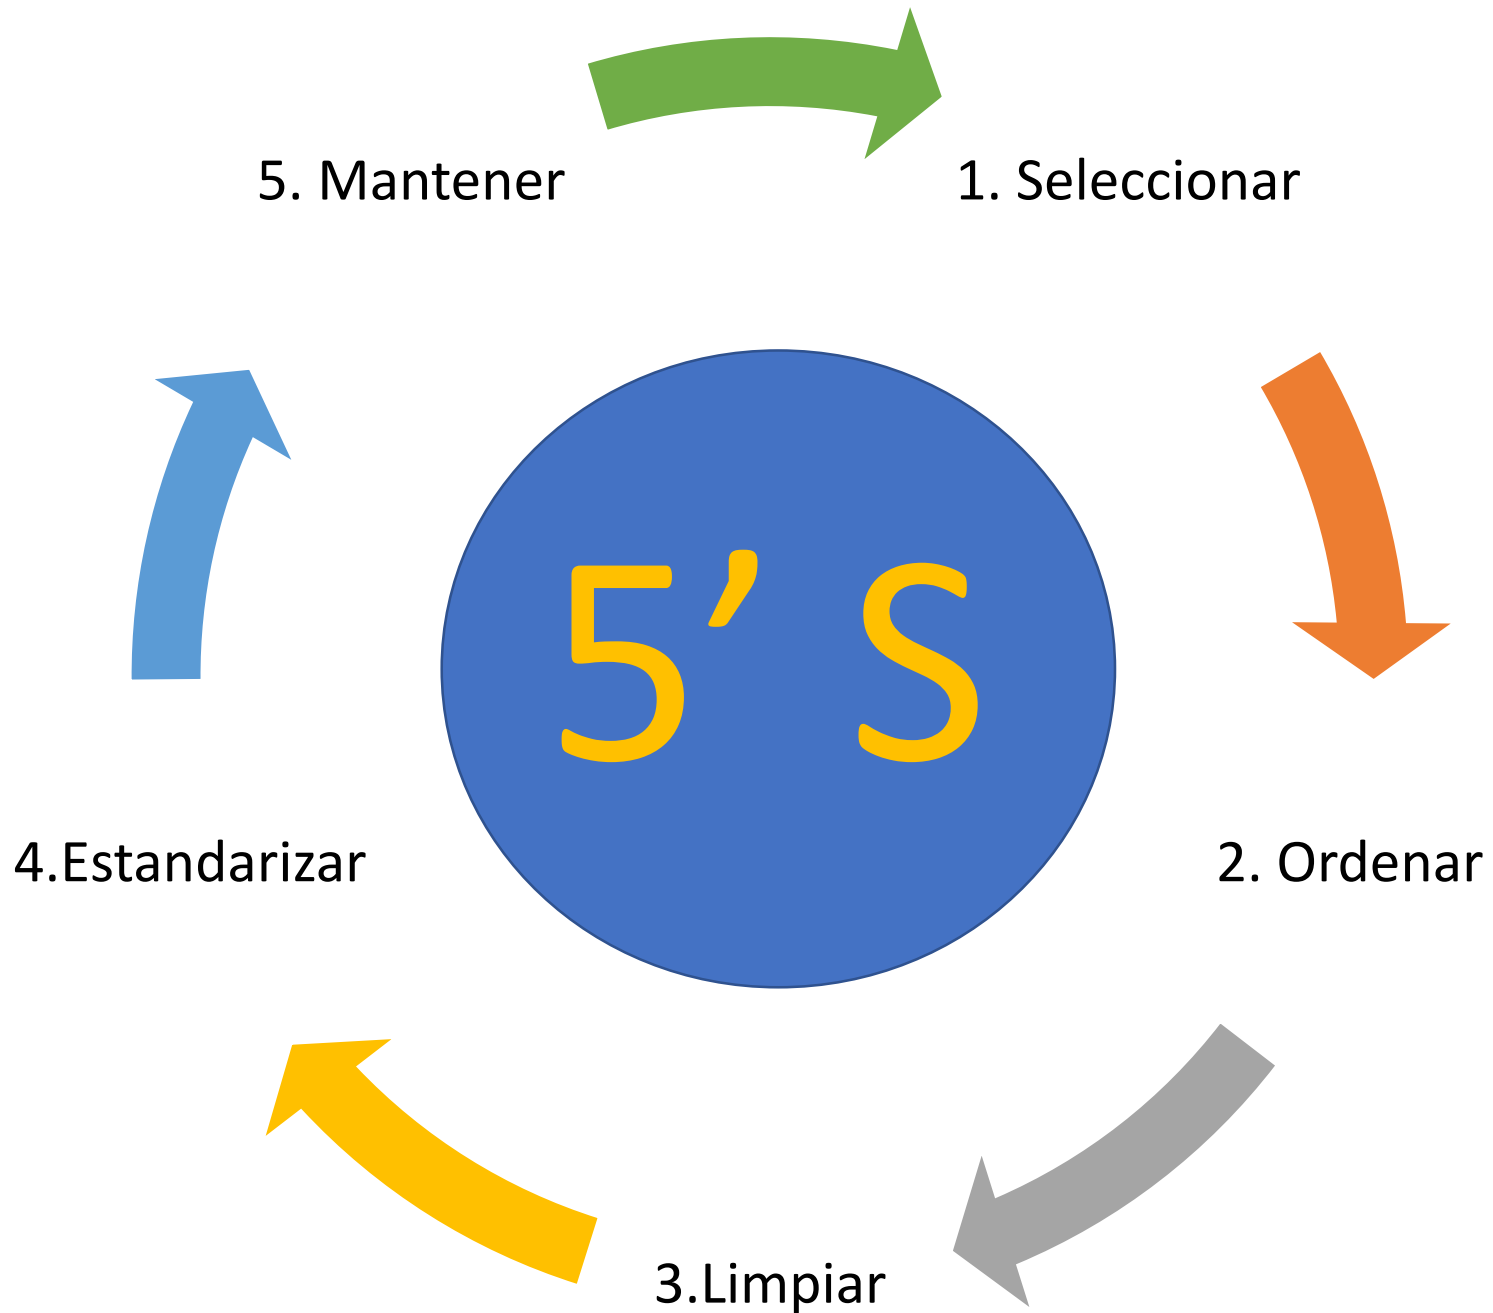 5. Mantener
1. Seleccionar
5’ S
4.Estandarizar
2. Ordenar
3.Limpiar